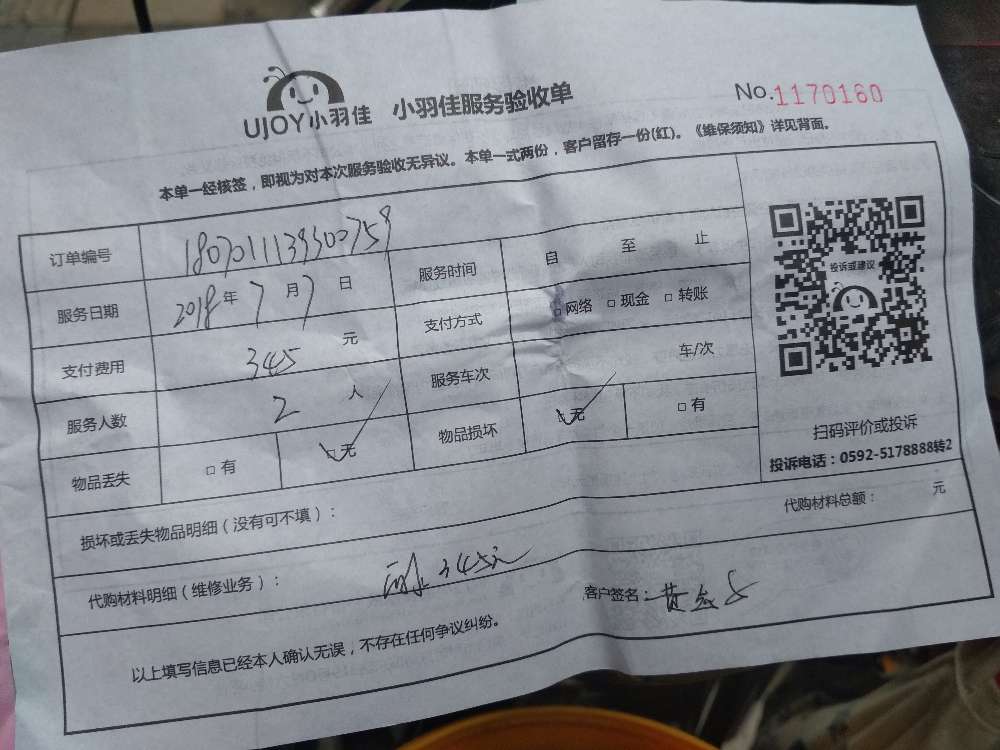 UJOY小羽佳 小羽佳服务验收单 No.1170160
本单一经核签，即视为对本次服务验收无异议。本单一式两份，客户留存一份(红)。《维保须知》详见背面。
订单编号 1807011139300759
服务时间 自 至 止
服务日期 2018年7月7日
支付方式 □网络 □现金 □转账
支付费用 345 元
服务车次 车/次
服务人数 2 人
物品丢失 □有 □无 物品损坏 □无 □有
投诉或建议
扫码评价或投诉
投诉电话：0592-5178888转2
损坏或丢失物品明细（没有可不填）：
代购材料总额： 元
代购材料明细（维修业务）： 345元
客户签名：
以上填写信息已经本人确认无误，不存在任何争议纠纷。